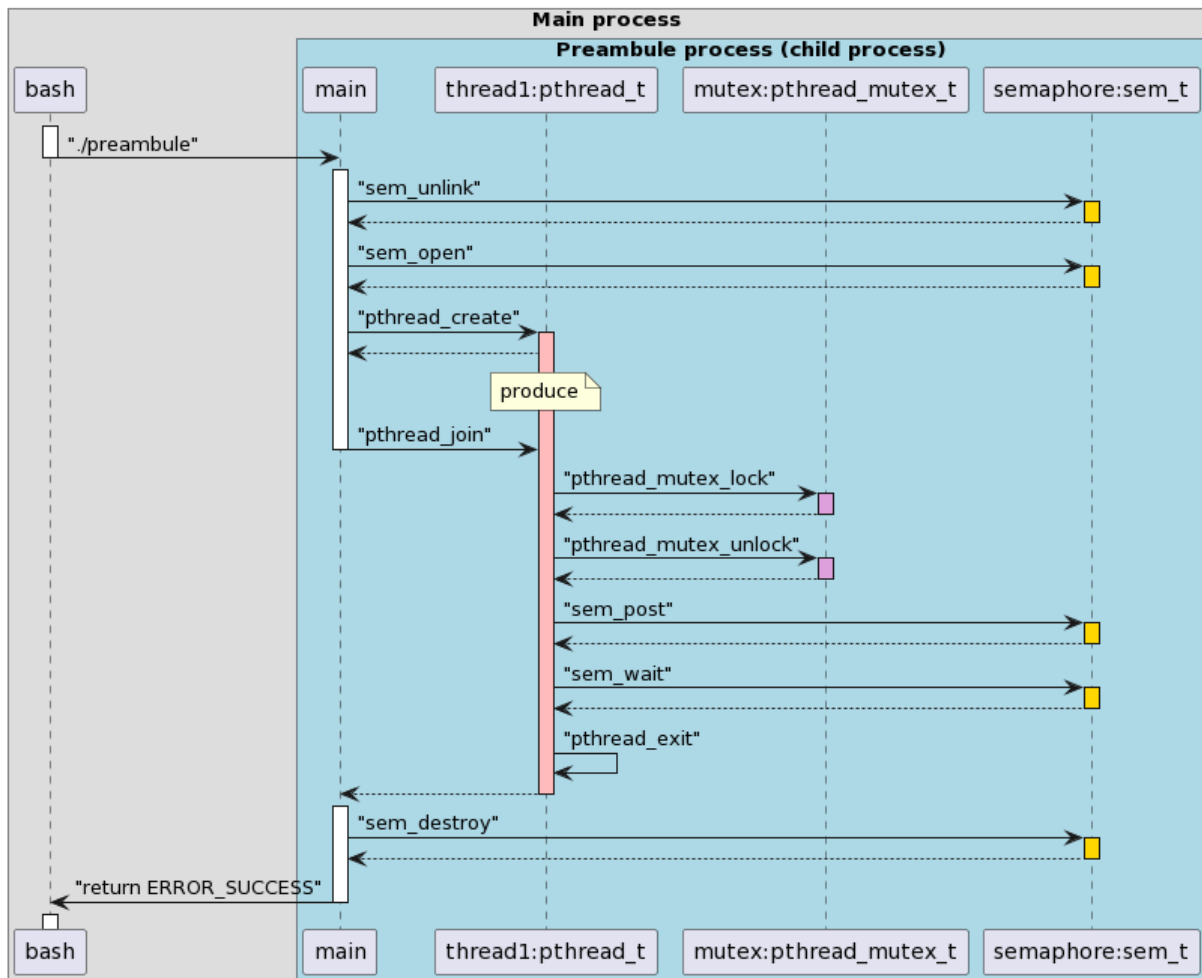 Main process
Preambule process (child process)
bash
main
thread1:pthread_t
mutex:pthread_mutex_t
semaphore:sem_t
"./preambule"
"sem_unlink"
"sem_open"
"pthread_create"
produce
"pthread_join"
"pthread_mutex_lock"
"pthread_mutex_unlock"
"sem_post"
"sem_wait"
"pthread_exit"
"sem_destroy"
"return ERROR_SUCCESS"
bash
main
thread1:pthread_t
mutex:pthread_mutex_t
semaphore:sem_t